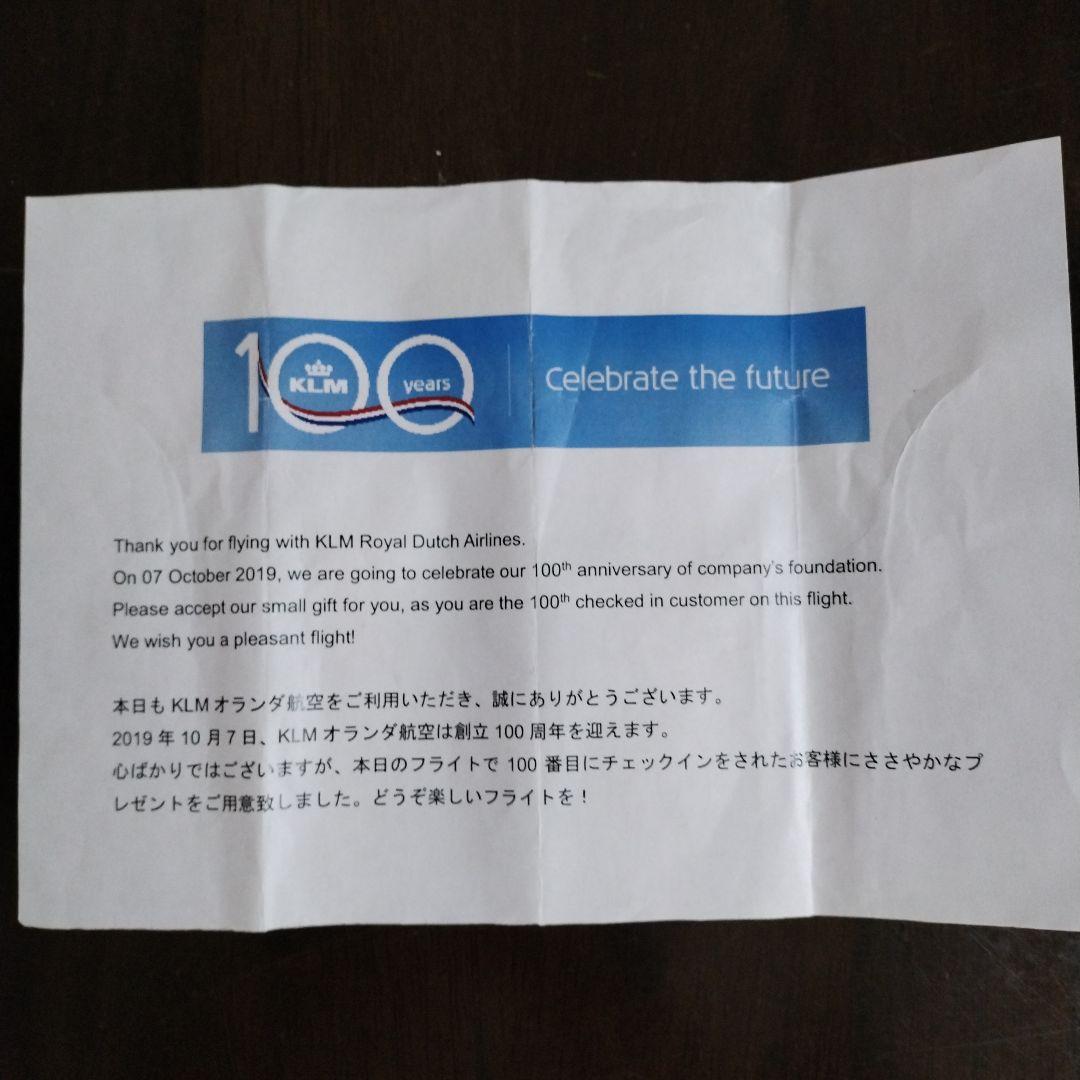 100 KLM years Celebrate the future
Thank you for flying with KLM Royal Dutch Airlines.
On 07 October 2019, we are going to celebrate our 100th anniversary of company's foundation.
Please accept our small gift for you, as you are the 100th checked in customer on this flight.
We wish you a pleasant flight!
本日も KLM オランダ航空をご利用いただき、誠にありがとうございます。
2019 年 10 月 7 日、KLM オランダ航空は創立 100 周年を迎えます。
心ばかりではございますが、本日のフライトで 100 番目にチェックインをされたお客様にささやかなプ
レゼントをご用意致しました。どうぞ楽しいフライトを！